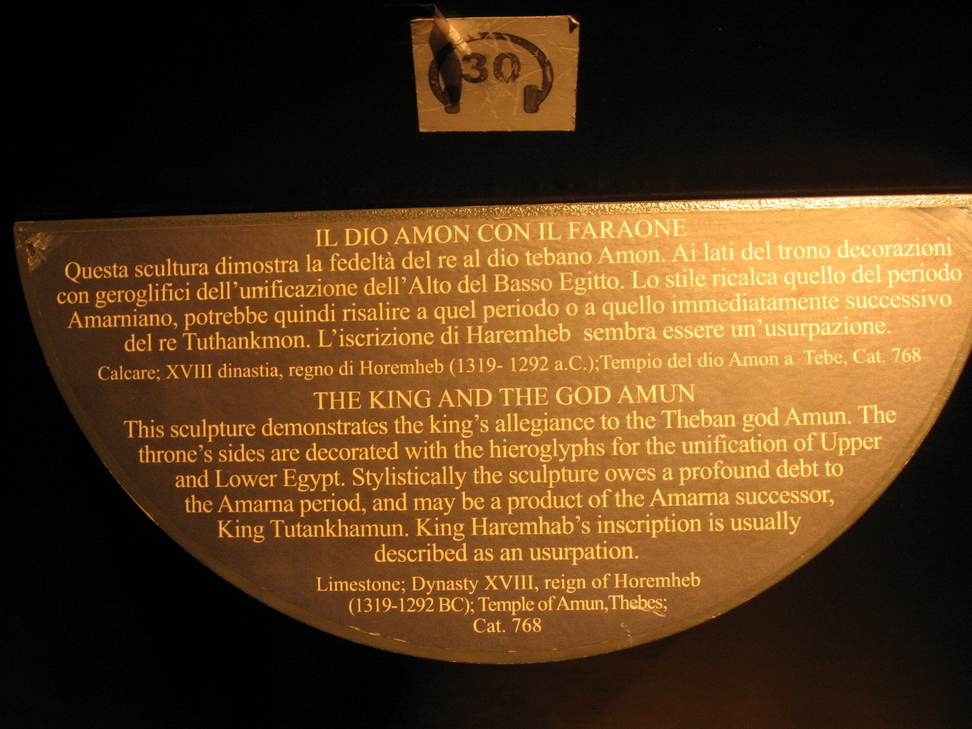 30
IL DIO AMON CON IL FARAONE
Questa scultura dimostra la fedeltà del re al dio tebano Amon. Ai lati del trono decorazioni
con geroglifici dell'unificazione dell'Alto del Basso Egitto. Lo stile ricalca quello del periodo
Amarniano, potrebbe quindi risalire a quel periodo o a quello immediatamente successivo
del re Tuthankmon. L'iscrizione di Haremheb sembra essere un'usurpazione.
Calcare; XVIII dinastia, regno di Horemheb (1319- 1292 a.C.);Tempio del dio Amon a Tebe, Cat. 768
THE KING AND THE GOD AMUN
This sculpture demonstrates the king's allegiance to the Theban god Amun. The
throne's sides are decorated with the hieroglyphs for the unification of Upper
and Lower Egypt. Stylistically the sculpture owes a profound debt to
the Amarna period, and may be a product of the Amarna successor,
King Tutankhamun. King Haremhab's inscription is usually
described as an usurpation.
Limestone; Dynasty XVIII, reign of Horemheb
(1319-1292 BC); Temple of Amun,Thebes;
Cat. 768